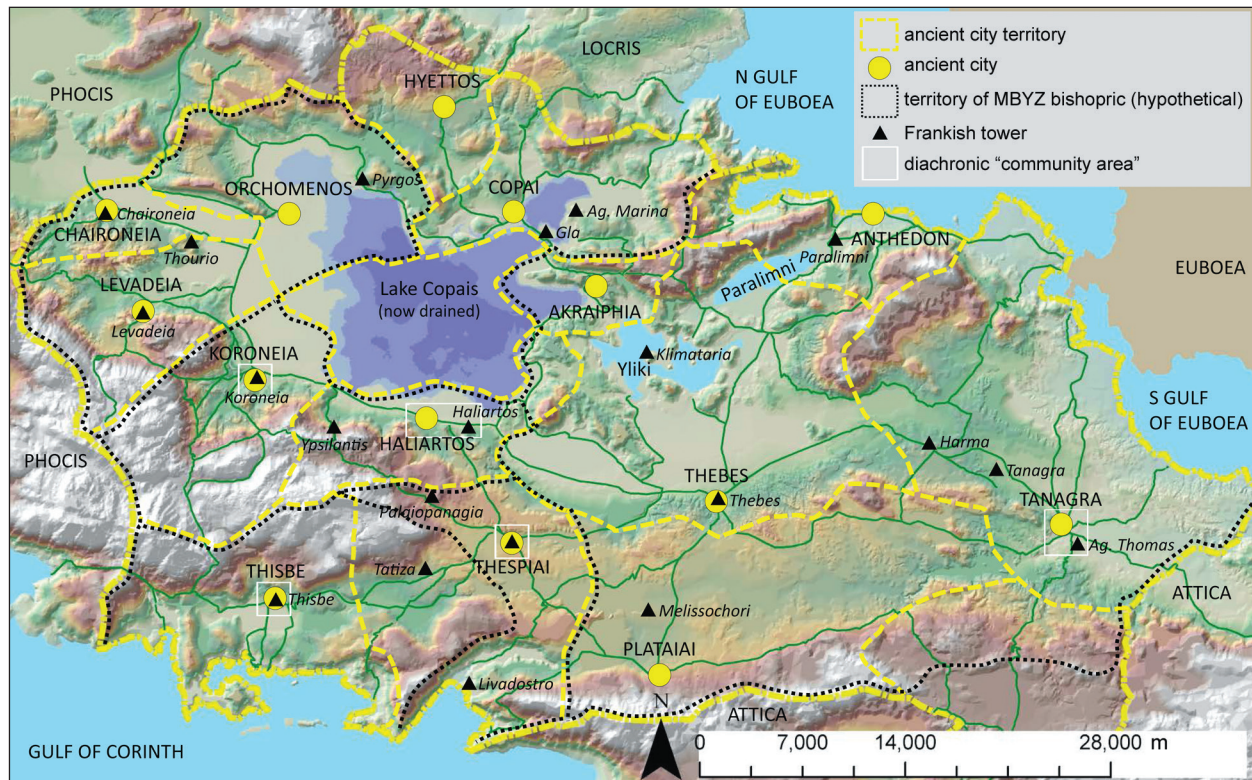 LOCRIS
ancient city territory
HYETTOS
ancient city
PHOCIS
N GULF
OF EUBOEA
territory of MBYZ bishopric (hypothetical)
Frankish tower
diachronic “community area”
Pyrgos
ORCHOMENOS
COPAI
Ag. Marina
Chaironeia
CHAIRONEIA
Gla
ANTHEDON
Thourio
Paralimni
EUBOEA
Paralimni
LEVADEIA
Lake Copais
(now drained)
AKRAIPHIA
Levadeia
KORONEIA
Klimataria
Yliki
Koroneia
S GULF
OF EUBOEA
Haliartos
HALIARTOS
Ypsilantis
Harma
PHOCIS
Tanagra
THEBES
Thebes
Palaiopanagia
TANAGRA
Ag. Thomas
THESPIAI
THISBE
Tatiza
Thisbe
ATTICA
Melissochori
PLATAIAI
Livadostro
N
ATTICA
GULF OF CORINTH
0 7,000 14,000 28,000 m